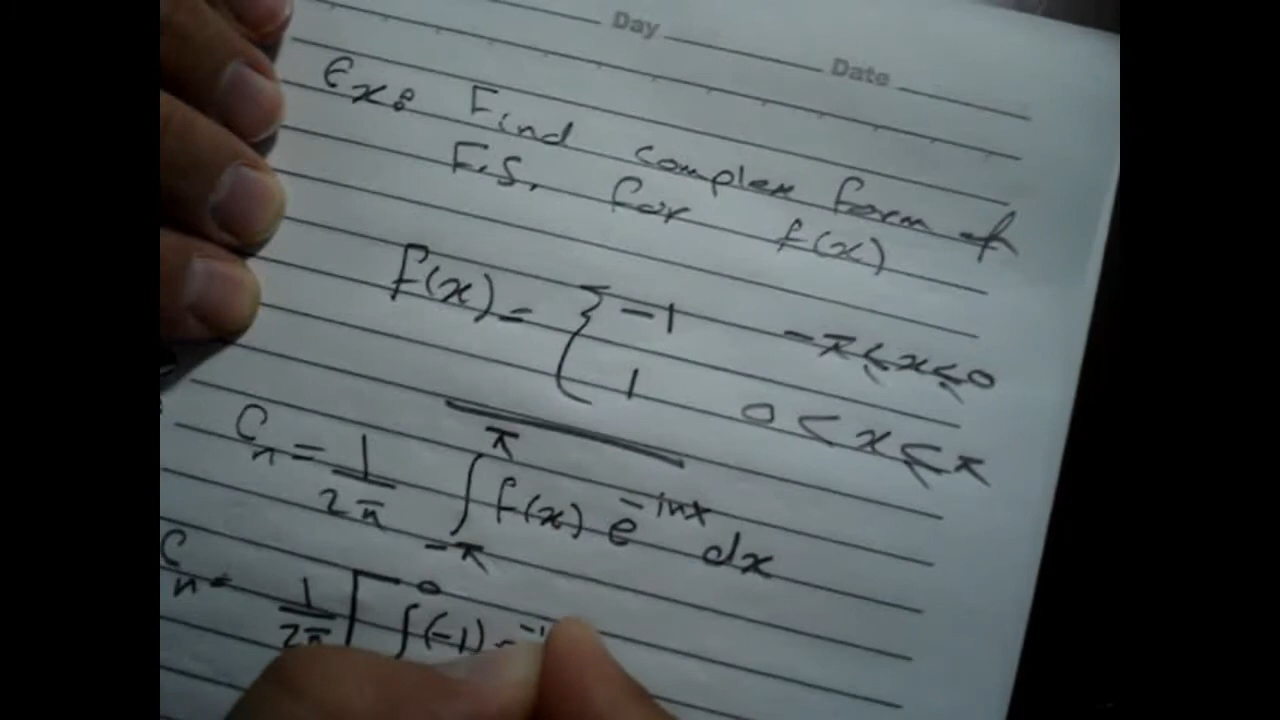 Day Date
Ex: Find complex form of
F.S. for f(x)
f(x) = { -1 -π≤x≤0
1 0<x≤π
Cn = 1/2π ∫ π -π f(x) e^-inx dx
Cn = 1/2π [ ∫ 0 (-1)